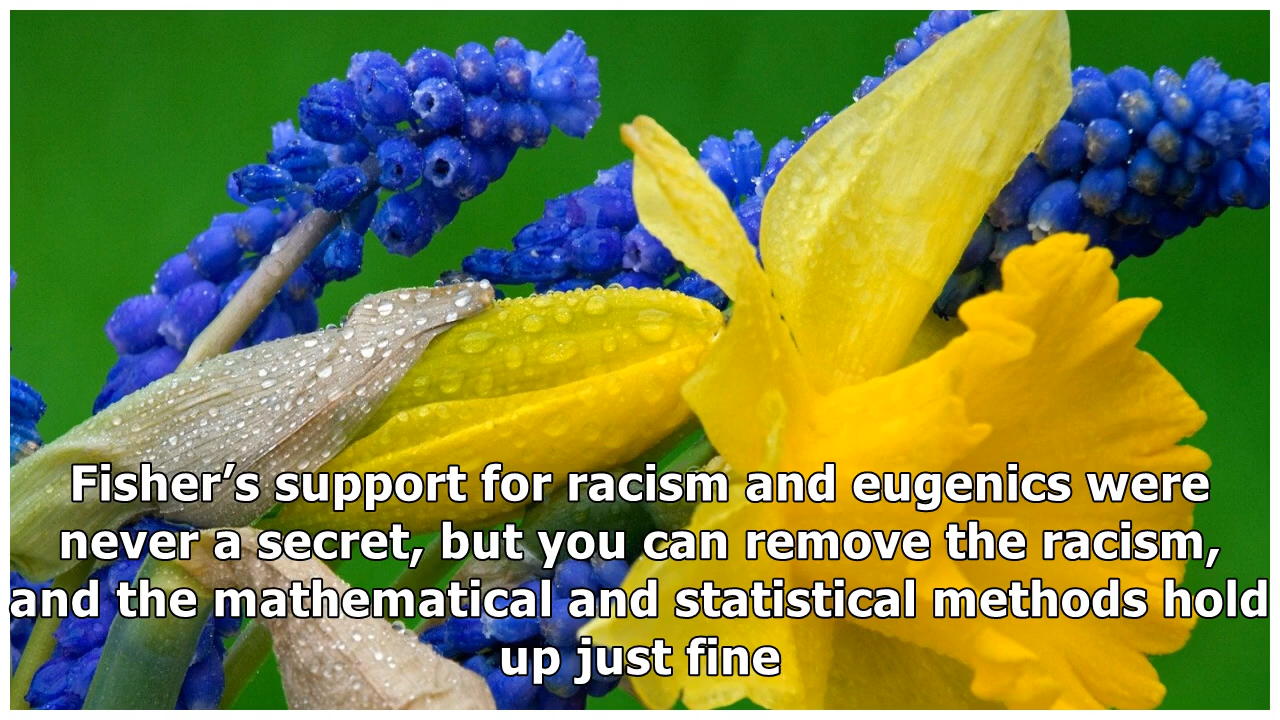 Fisher’s support for racism and eugenics were
never a secret, but you can remove the racism,
and the mathematical and statistical methods hold
up just fine